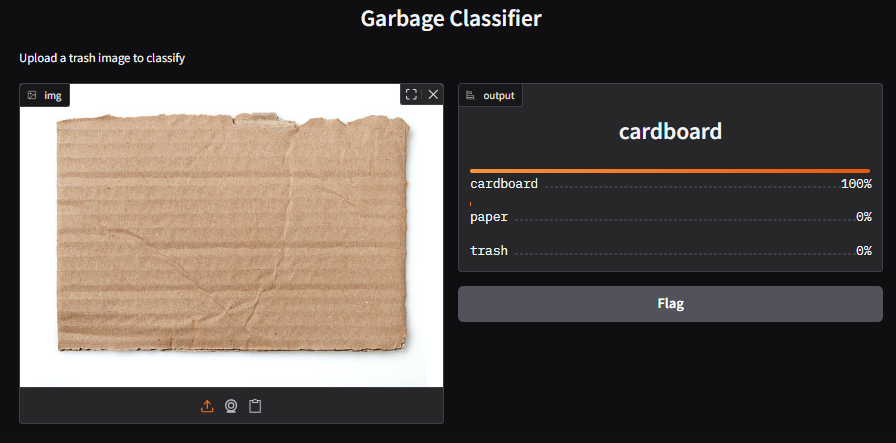 Garbage Classifier
Upload a trash image to classify
img
output
cardboard
cardboard 100%
paper 0%
trash 0%
Flag